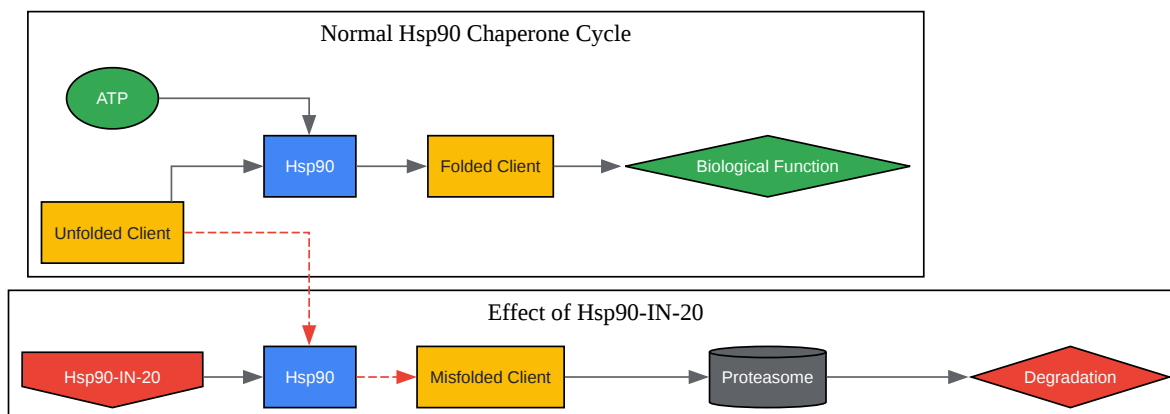 Normal Hsp90 Chaperone Cycle
ATP
Hsp90
Folded Client
Biological Function
Unfolded Client
Effect of Hsp90-IN-20
Hsp90-IN-20
Hsp90
Misfolded Client
Proteasome
Degradation